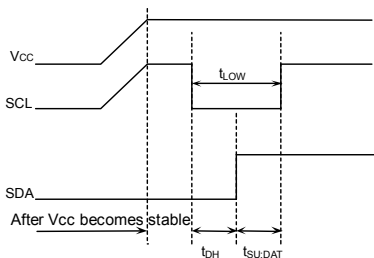 VCC
tLOW
SCL
SDA
After Vcc becomes stable
tDH
tSU;DAT